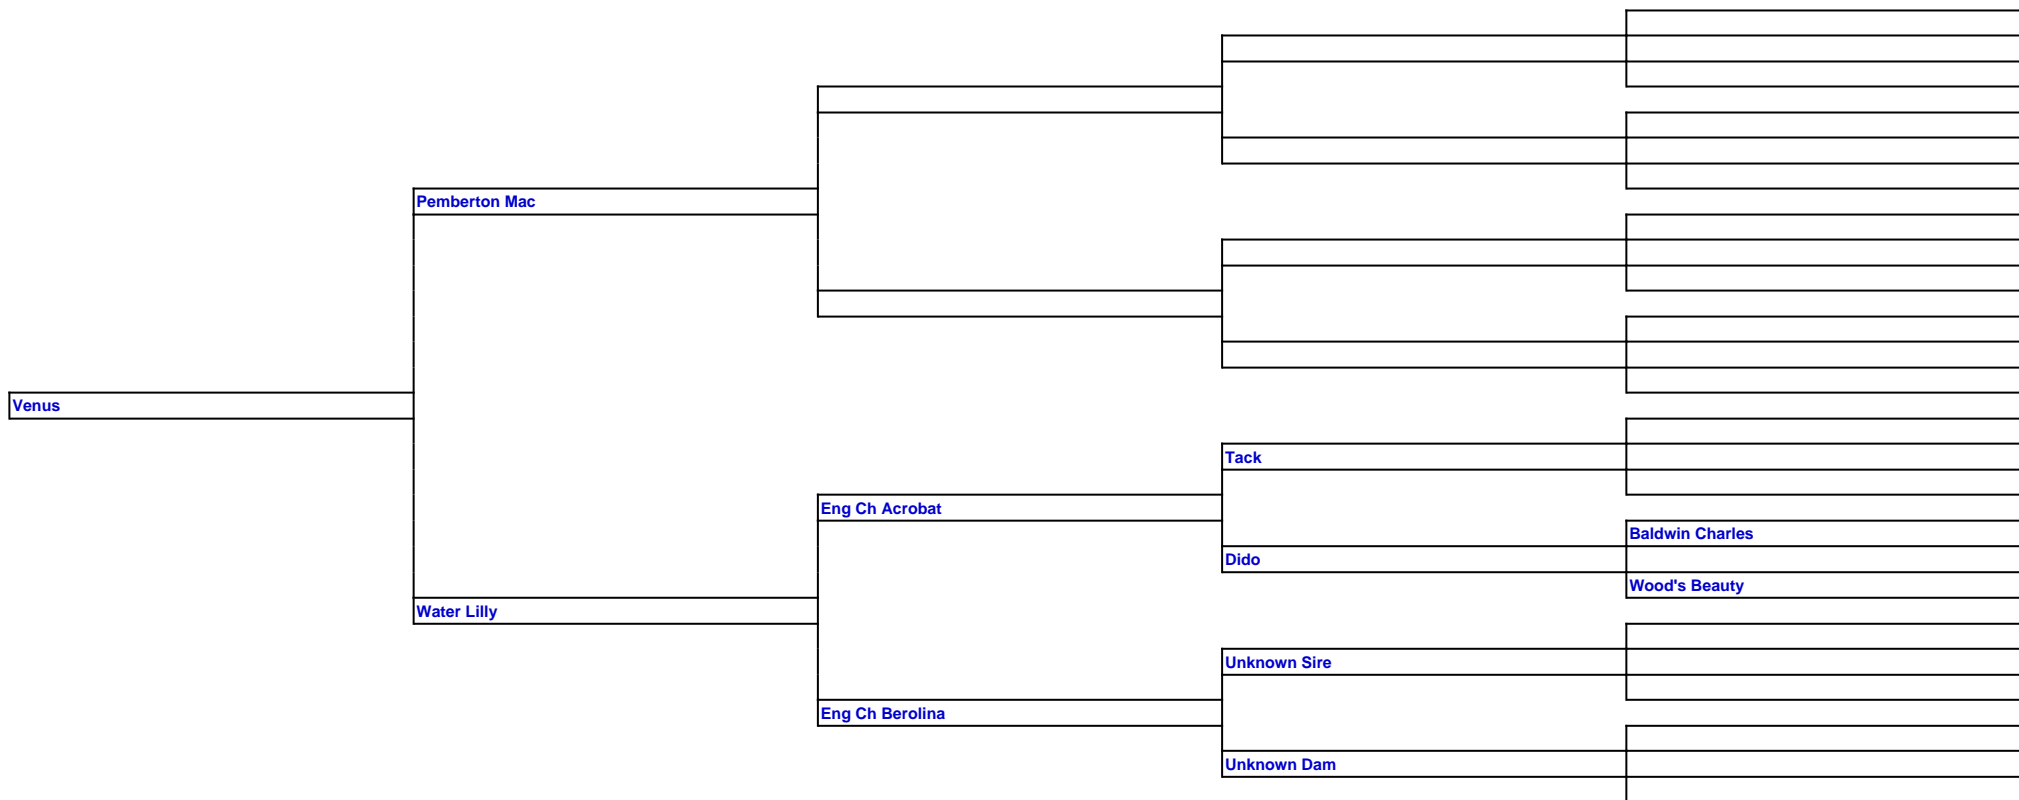 Pemberton Mac
Venus
Tack
Eng Ch Acrobat
Baldwin Charles
Dido
Wood's Beauty
Water Lilly
Unknown Sire
Eng Ch Berolina
Unknown Dam